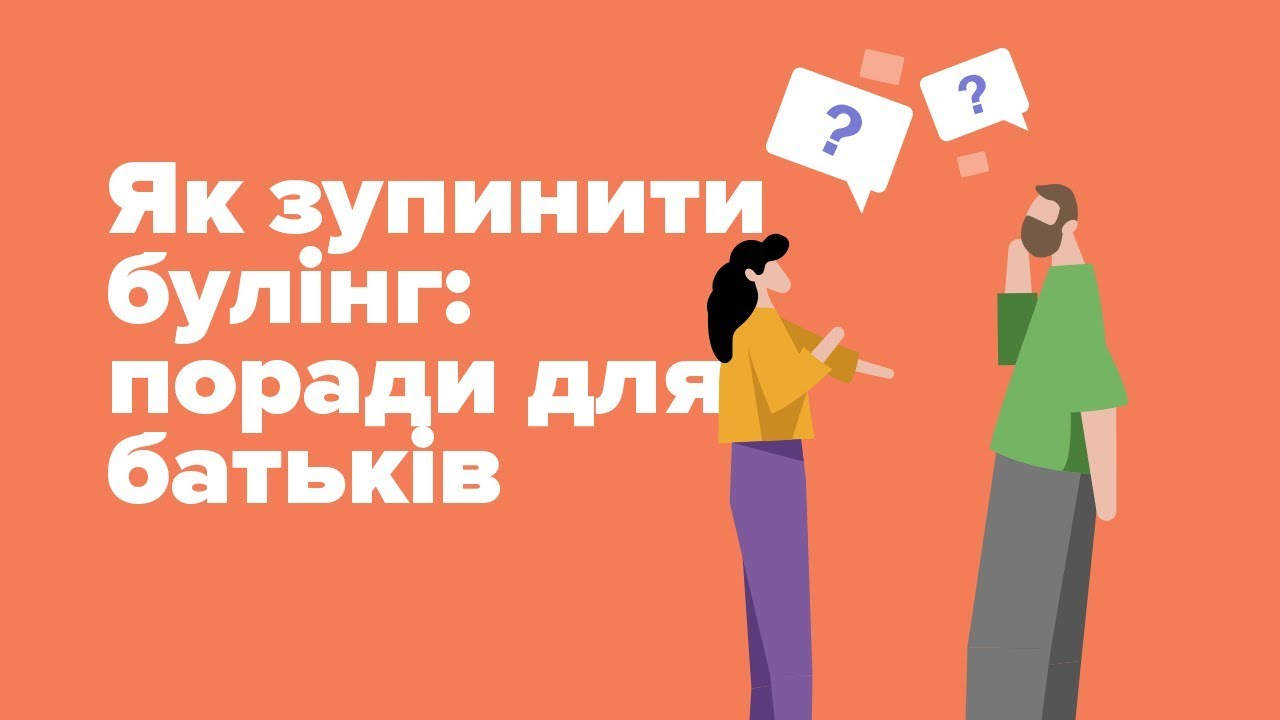 Як зупинити
булінг:
поради для
батьків
?
?